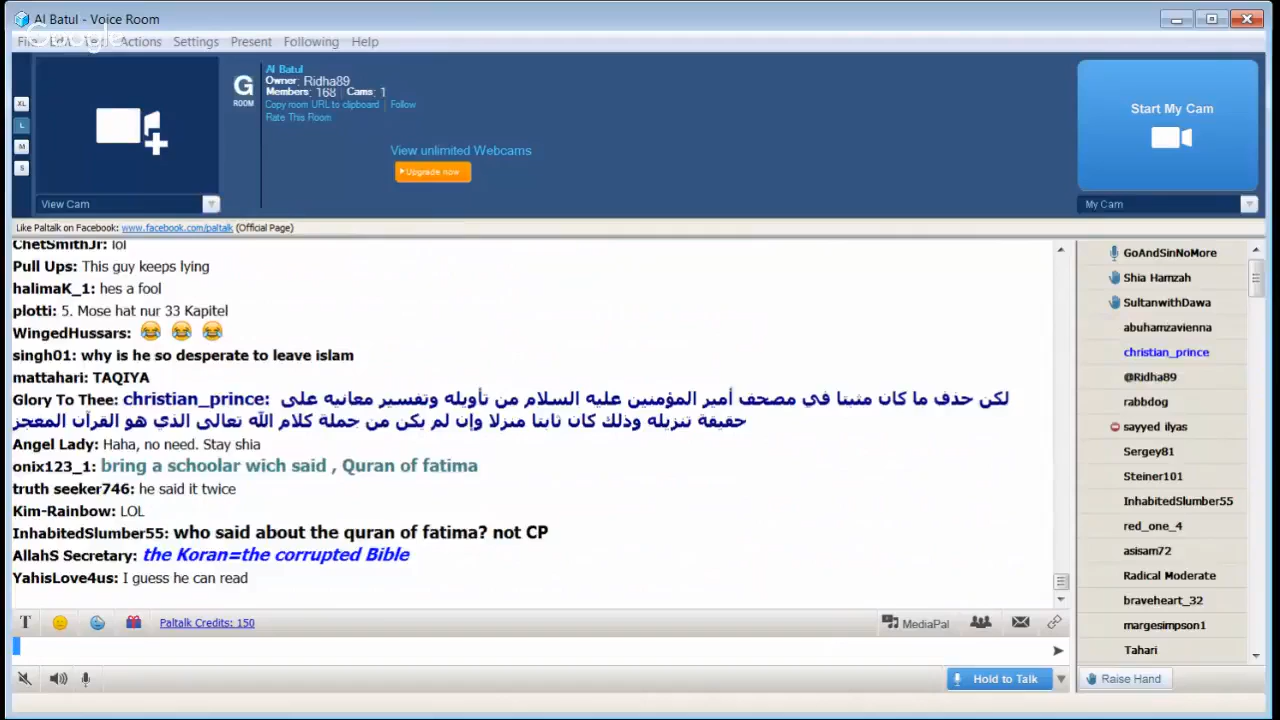 Al Batul - Voice Room
Google
Actions Settings Present Following Help
XL
L
M
S
G
ROOM
Al Batul
Owner: Ridha89
Members: 168 Cams: 1
Copy room URL to clipboard | Follow
Rate This Room
View unlimited Webcams
Upgrade now
Start My Cam
View Cam
My Cam
Like Paltalk on Facebook: www.facebook.com/paltalk (Official Page)
ChetSmithJr: lol
Pull Ups: This guy keeps lying
halimaK_1: hes a fool
plotti: 5. Mose hat nur 33 Kapitel
WingedHussars: 😂 😂 😂
singh01: why is he so desperate to leave islam
mattahari: TAQIYA
Glory To Thee: christian_prince: لكن حذف ما كان مثبتا في مصحف أمير المؤمنين عليه السلام من تأويله وتفسير معانيه على
حقيقة تنزيله وذلك كان ثابتا منزلا وإن لم يكن من جملة كلام الله تعالى الذي هو القرآن المعجز
Angel Lady: Haha, no need. Stay shia
onix123_1: bring a schoolar wich said , Quran of fatima
truth seeker746: he said it twice
Kim-Rainbow: LOL
InhabitedSlumber55: who said about the quran of fatima? not CP
AllahS Secretary: the Koran=the corrupted Bible
YahisLove4us: I guess he can read
GoAndSinNoMore
Shia Hamzah
SultanwithDawa
abuhamzavienna
christian_prince
@Ridha89
rabbdog
sayyed ilyas
Sergey81
Steiner101
InhabitedSlumber55
red_one_4
asisam72
Radical Moderate
braveheart_32
margesimpson1
Tahari
T
Paltalk Credits: 150
MediaPal
Hold to Talk
Raise Hand